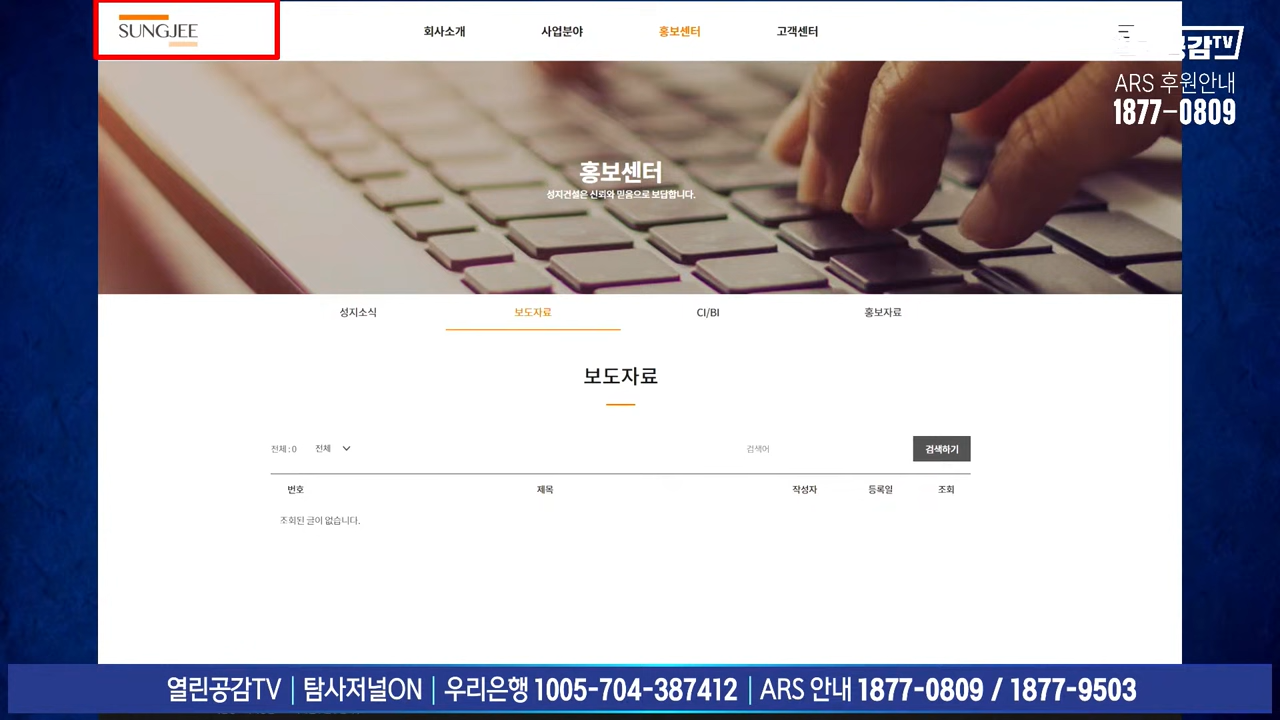 SUNGJEE
회사소개 사업분야 홍보센터 고객센터
공감TV
ARS 후원안내
1877-0809
홍보센터
성지건설은 신뢰와 믿음으로 보답합니다.
성지소식 보도자료 CI/BI 홍보자료
보도자료
전체 : 0 전체 검색어 검색하기
번호 제목 작성자 등록일 조회
조회된 글이 없습니다.
열린공감TV | 탐사저널ON | 우리은행 1005-704-387412 | ARS 안내 1877-0809 / 1877-9503